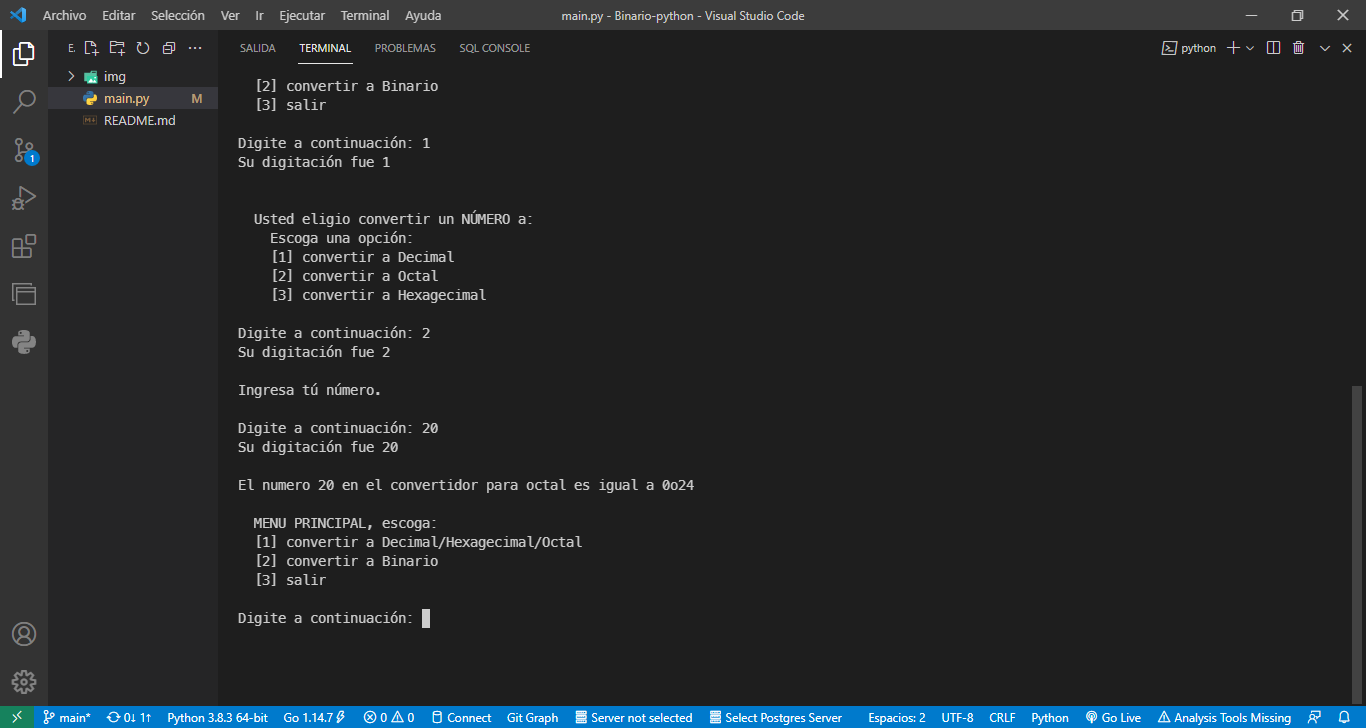 Archivo Editar Selección Ver Ir Ejecutar Terminal Ayuda
main.py - Binario-python - Visual Studio Code
E.
img
main.py M
README.md
1
SALIDA TERMINAL PROBLEMAS SQL CONSOLE
python
[2] convertir a Binario
[3] salir
Digite a continuación: 1
Su digitación fue 1
Usted eligio convertir un NÚMERO a:
Escoga una opción:
[1] convertir a Decimal
[2] convertir a Octal
[3] convertir a Hexagecimal
Digite a continuación: 2
Su digitación fue 2
Ingresa tú número.
Digite a continuación: 20
Su digitación fue 20
El numero 20 en el convertidor para octal es igual a 0o24
MENU PRINCIPAL, escoga:
[1] convertir a Decimal/Hexagecimal/Octal
[2] convertir a Binario
[3] salir
Digite a continuación:
main* 0↓ 1↑ Python 3.8.3 64-bit Go 1.14.7 0 0 Connect Git Graph Server not selected Select Postgres Server Espacios: 2 UTF-8 CRLF Python Go Live Analysis Tools Missing